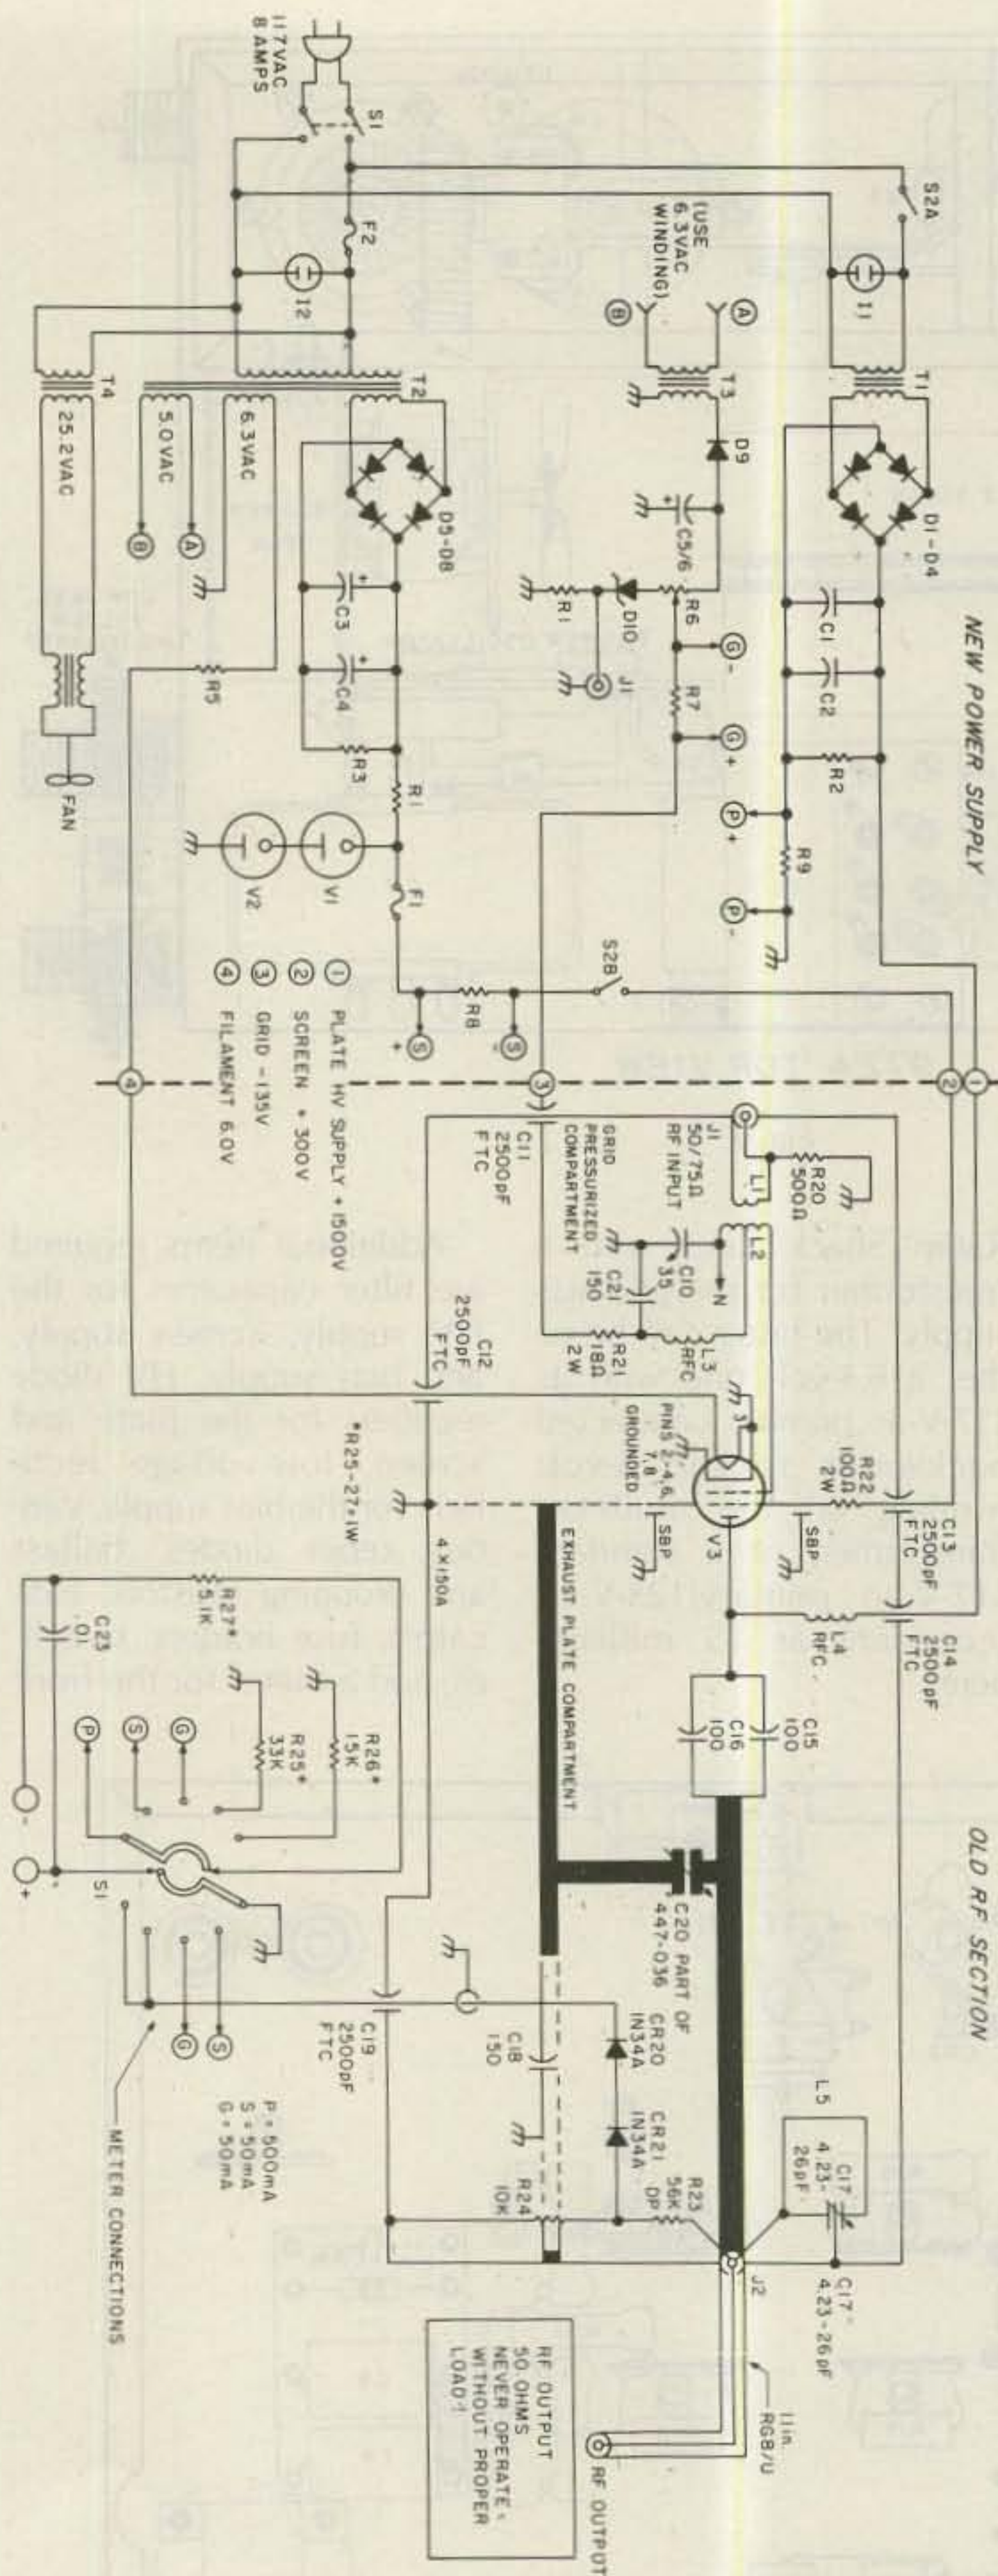 NEW POWER SUPPLY
OLD RF SECTION
117VAC
8 AMPS
S1
S2A
I1
T1
D1-D4
C1
C2
R2
P +
R9
P -
(USE
6.3VAC
WINDING)
A
B
T3
D9
C5/6
R6
D10
R1
J1
G -
R7
G +
F2
I2
T2
D5-D8
C3
C4
R3
R1
F1
V1
V2
S +
R8
S -
S2B
6.3VAC
5.0VAC
A
B
R5
T4
25.2VAC
FAN
① PLATE HV SUPPLY +1500V
② SCREEN + 300V
③ GRID -135V
④ FILAMENT 6.0V
1
2
3
4
J1
50/75Ω
RF INPUT
R20
500Ω
L1
L2
N
C10
35
C21
150
L3
RFC
R21
18Ω
2W
GRID
PRESSURIZED
COMPARTMENT
C11
2500pF
FTC
C12
2500pF
FTC
PINS 2-4,6,
7,8
GROUNDED
3
V3
R22
100Ω
2W
SBP
SBP
C13
2500pF
FTC
C14
2500pF
FTC
L4
RFC
C15
100
C16
100
EXHAUST PLATE COMPARTMENT
4X150A
*R25-27=1W
C20 PART OF
447-036
L5
C17
4.23-
26pF
C17
4.23-26pF
J2
11in.
RG8/U
RF OUTPUT
RF OUTPUT
50 OHMS
NEVER OPERATE
WITHOUT PROPER
LOAD!
CR20
1N34A
CR21
1N34A
R23
56K
DP
R24
10K
C18
150
C19
2500pF
FTC
R27*
5.1K
C23
.01
R26*
15K
R25*
33K
G
S
P
-
+
S1
S
G
P = 500mA
S = 50mA
G = 50mA
METER CONNECTIONS